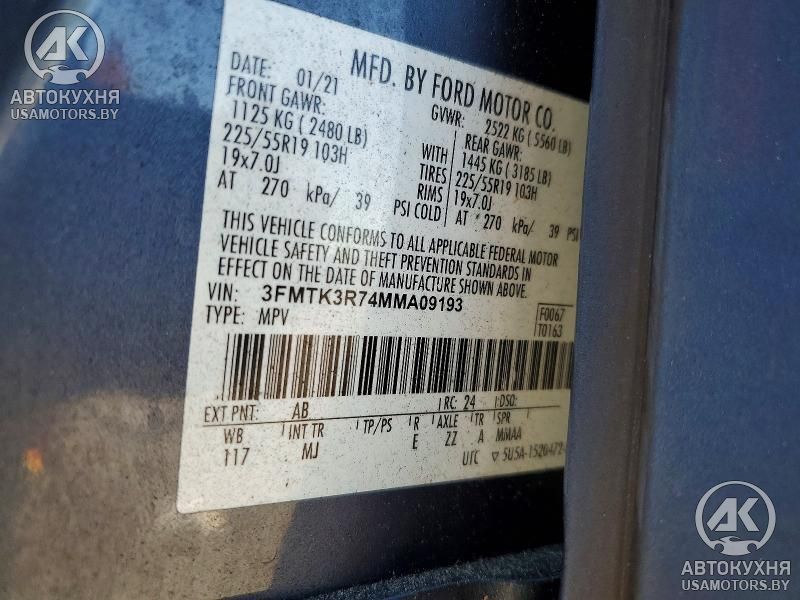 AK
АВТОКУХНЯ
USAMOTORS.BY
MFD. BY FORD MOTOR CO.
DATE: 01/21
GVWR: 2522 KG ( 5560 LB)
FRONT GAWR:
REAR GAWR:
1125 KG ( 2480 LB)
WITH 1445 KG ( 3185 LB)
225/55R19 103H
TIRES 225/55R19 103H
19x7.0J
RIMS 19x7.0J
AT 270 kPa/ 39 PSI COLD
AT 270 kPa/ 39 PSI
THIS VEHICLE CONFORMS TO ALL APPLICABLE FEDERAL MOTOR
VEHICLE SAFETY AND THEFT PREVENTION STANDARDS IN
EFFECT ON THE DATE OF MANUFACTURE SHOWN ABOVE.
VIN: 3FMTK3R74MMA09193
TYPE: MPV
F0067
T0163
EXT PNT: AB RC: 24 DSO:
WB INT TR TP/PS R AXLE TR SPR
117 MJ E ZZ A MMAA
UTC ▽ 5U5A-1520472-
AK
АВТОКУХНЯ
USAMOTORS.BY